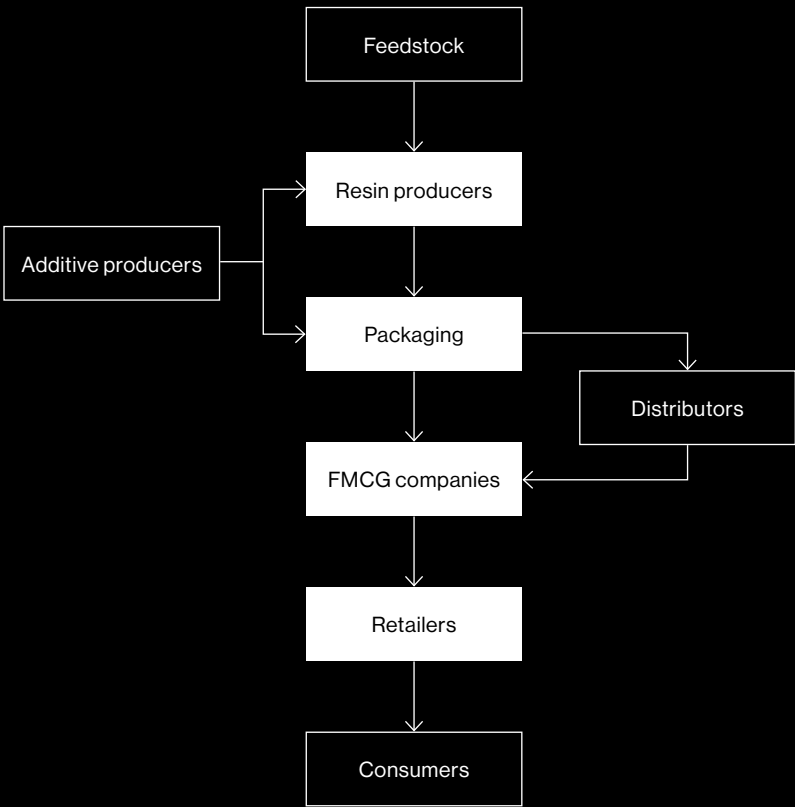 Feedstock
Resin producers
Additive producers
Packaging
Distributors
FMCG companies
Retailers
Consumers